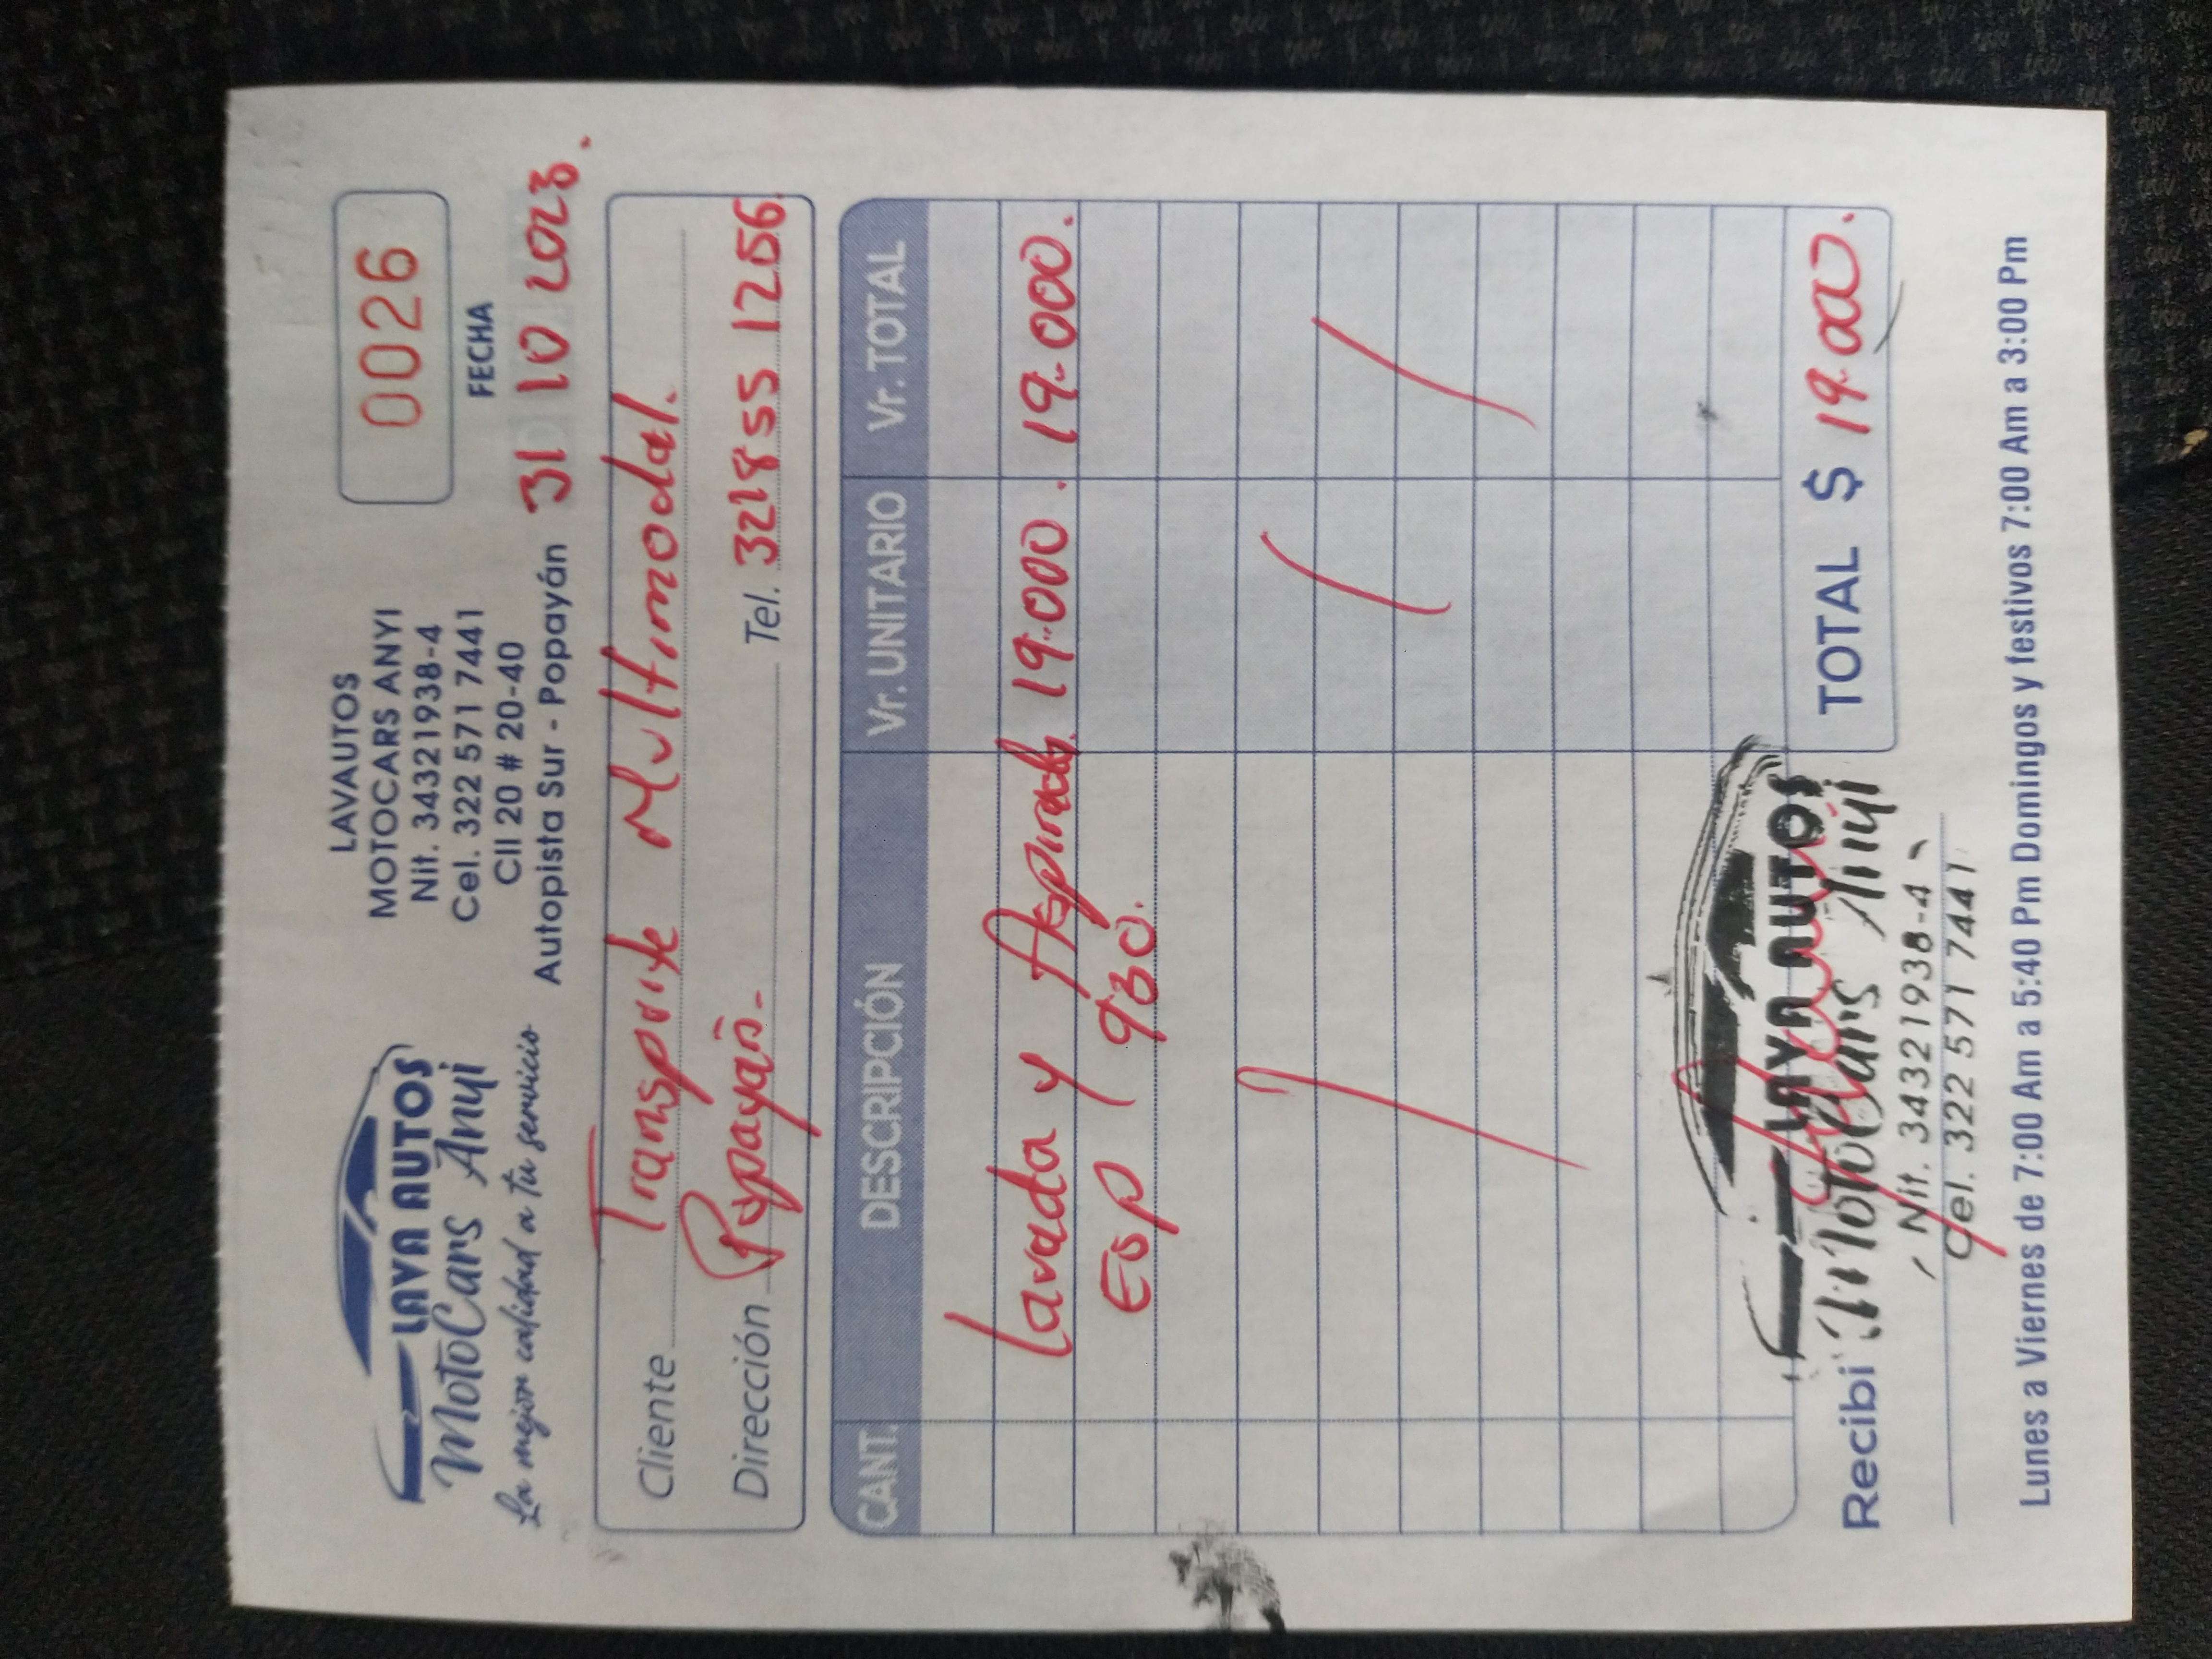 LAVA AUTOS
MotoCars Anyi
La mejor calidad a tu servicio
LAVAUTOS
MOTOCARS ANYI
Nit. 34321938-4
Cel. 322 571 7441
Cll 20 # 20-40
Autopista Sur - Popayán
0026
FECHA
31 10 2023.
Cliente Transporte Multimodal.
Dirección Popayán. Tel. 3218551256
CANT. DESCRIPCIÓN Vr. UNITARIO Vr. TOTAL
Lavada y Aspirada. 19.000. 19.000.
ESP 930.
TOTAL $ 19.000.
Recibí
LAVA AUTOS
MotoCars Anyi
Nit. 34321938-4
Cel. 322 571 7441
Lunes a Viernes de 7:00 Am a 5:40 Pm Domingos y festivos 7:00 Am a 3:00 Pm